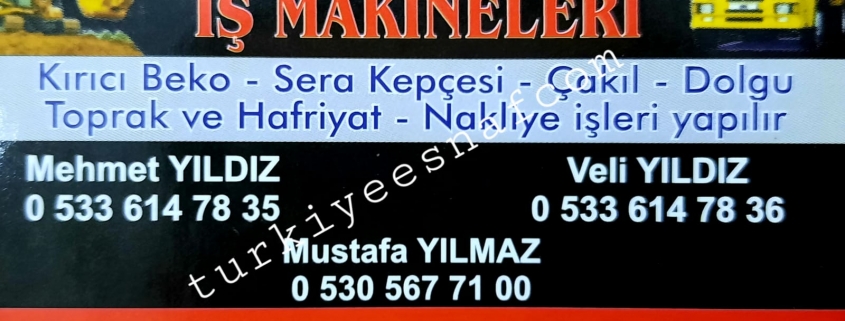 İŞ MAKİNELERİ
Kırıcı Beko - Sera Kepçesi - Çakıl - Dolgu
Toprak ve Hafriyat - Nakliye işleri yapılır
Mehmet YILDIZ
0 533 614 78 35
Veli YILDIZ
0 533 614 78 36
Mustafa YILMAZ
0 530 567 71 00
turkiyeesnaf.com